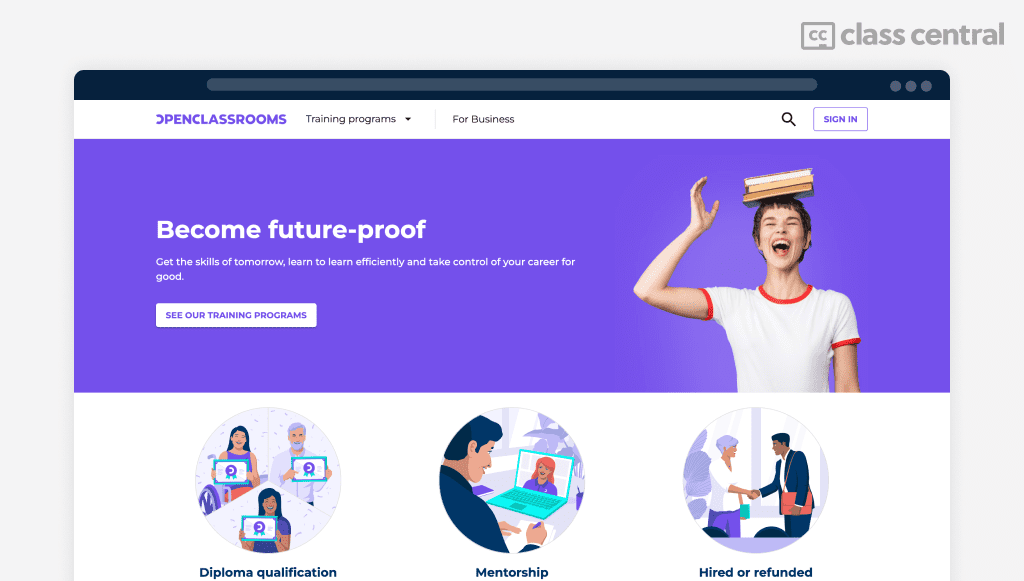 cc class central
OPENCLASSROOMS Training programs For Business SIGN IN
Become future-proof
Get the skills of tomorrow, learn to learn efficiently and take control of your career for
good.
SEE OUR TRAINING PROGRAMS
Diploma qualification Mentorship Hired or refunded